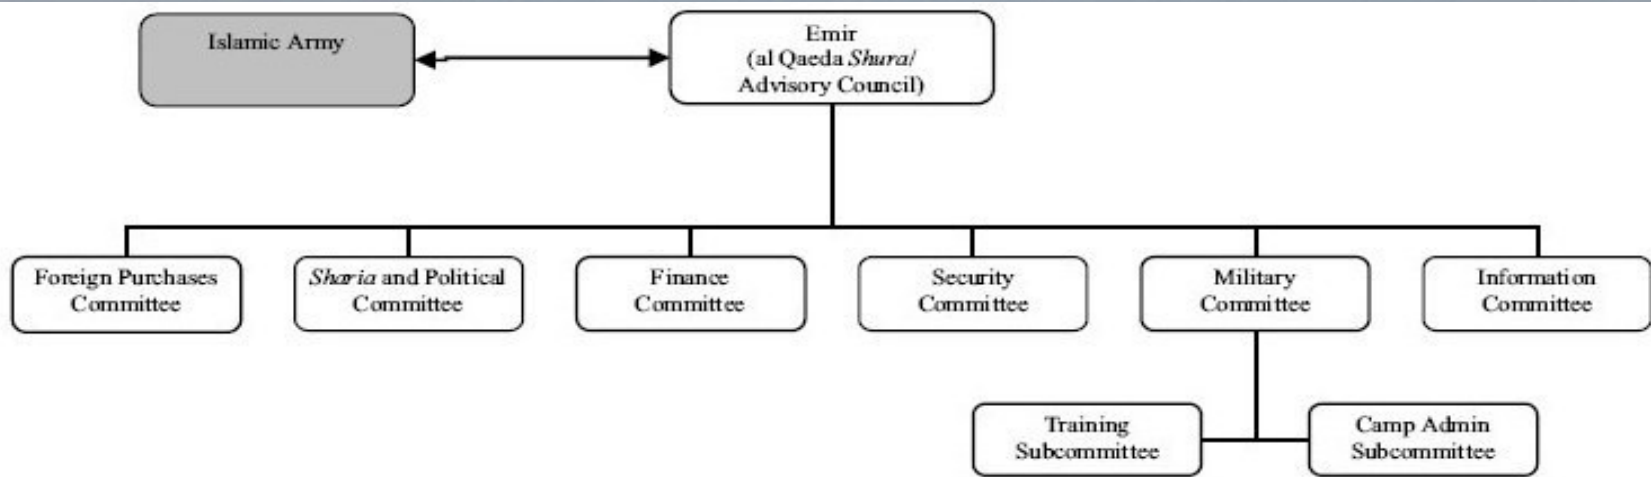 Islamic Army
Emir
(al Qaeda Shura/
Advisory Council)
Foreign Purchases
Committee
Sharia and Political
Committee
Finance
Committee
Security
Committee
Military
Committee
Information
Committee
Training
Subcommittee
Camp Admin
Subcommittee